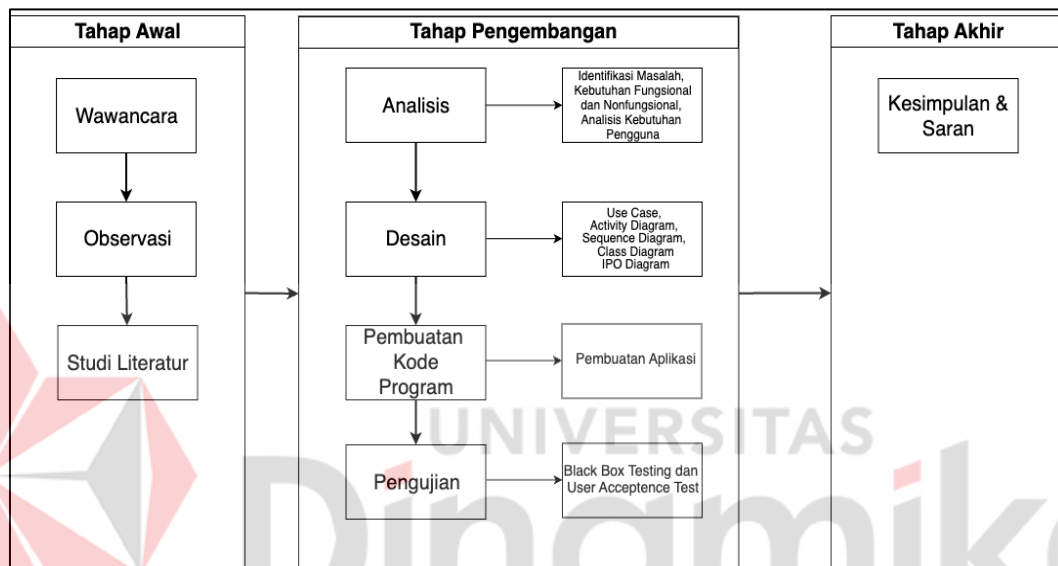 Tahap Awal
Wawancara
Observasi
Studi Literatur
Tahap Pengembangan
Analisis
Identifikasi Masalah,
Kebutuhan Fungsional
dan Nonfungsional,
Analisis Kebutuhan
Pengguna
Desain
Use Case,
Activity Diagram,
Sequence Diagram,
Class Diagram
IPO Diagram
Pembuatan
Kode
Program
Pembuatan Aplikasi
Pengujian
Black Box Testing dan
User Acceptence Test
Tahap Akhir
Kesimpulan &
Saran
UNIVERSITAS
Dinamika